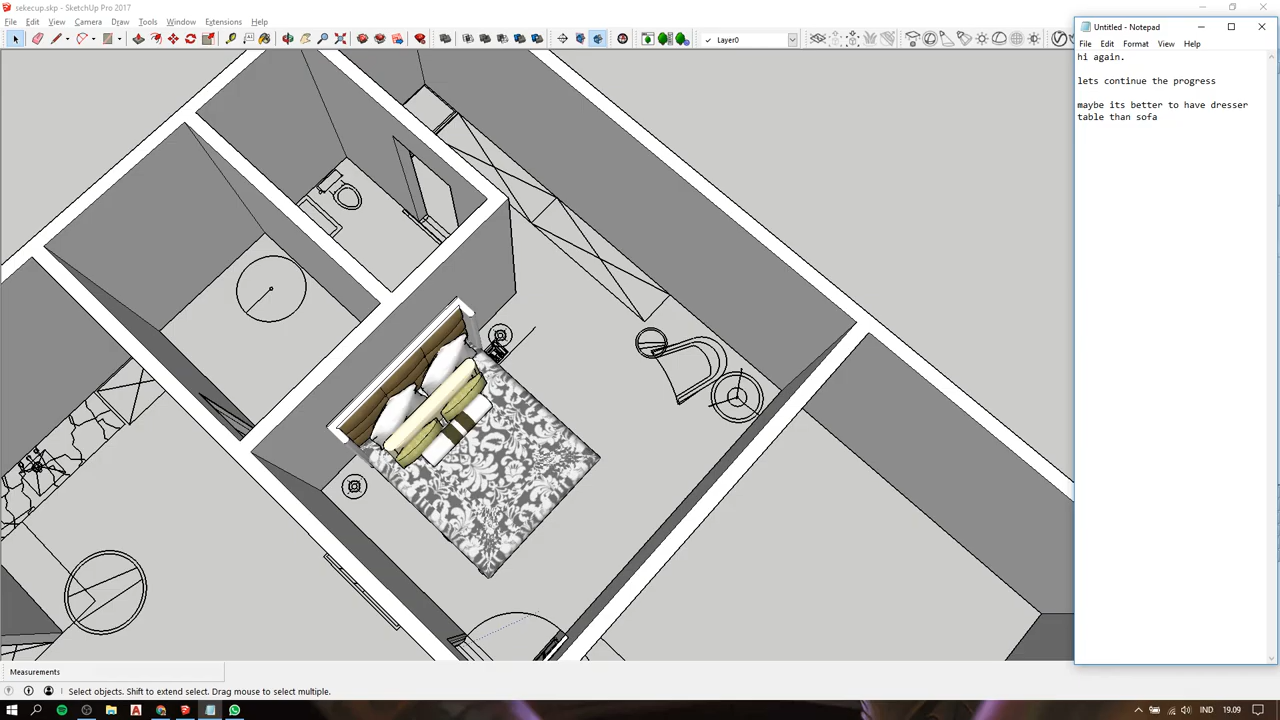 sekecup.skp - SketchUp Pro 2017
File Edit View Camera Draw Tools Window Extensions Help
Layer0
Untitled - Notepad
File Edit Format View Help
hi again.
lets continue the progress
maybe its better to have dresser
table than sofa
Measurements
Select objects. Shift to extend select. Drag mouse to select multiple.
IND 19.09